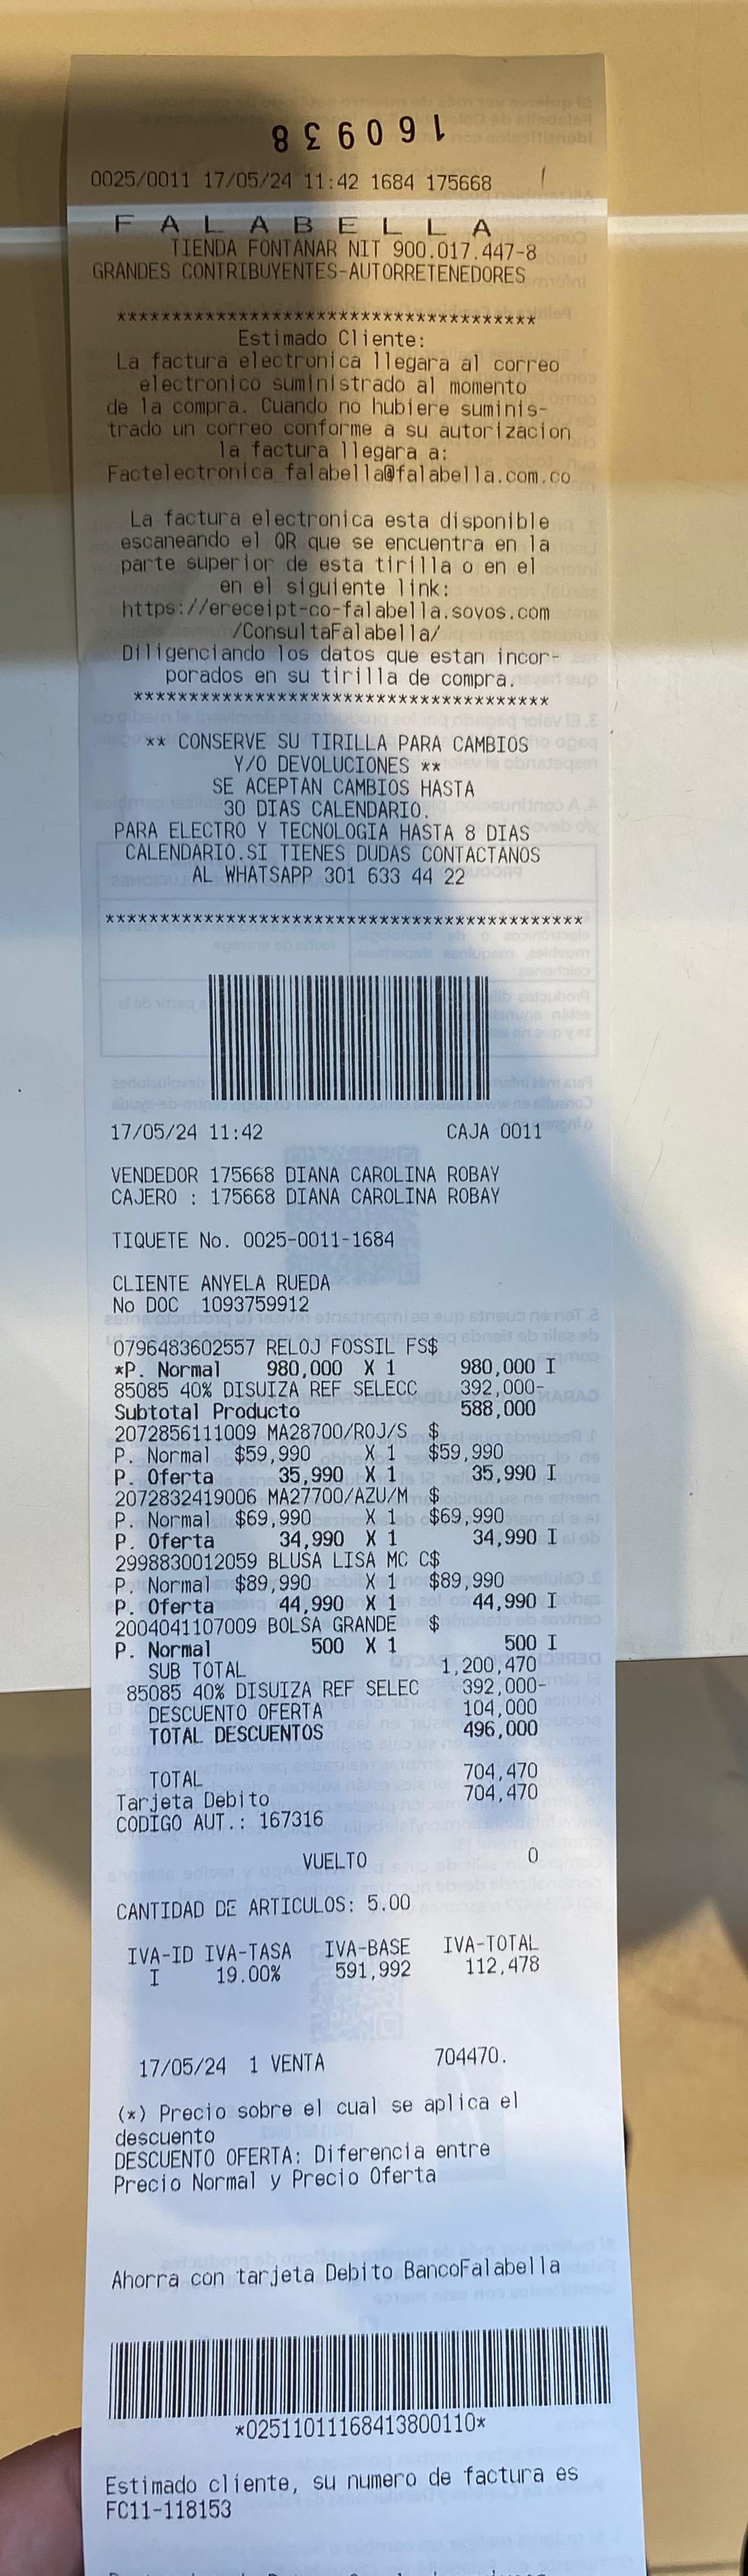 160938
0025/0011 17/05/24 11:42 1684 175668
F A L A B E L L A
TIENDA FONTANAR NIT 900.017.447-8
GRANDES CONTRIBUYENTES-AUTORRETENEDORES
**************************************
Estimado Cliente:
La factura electronica llegara al correo
electronico suministrado al momento
de la compra. Cuando no hubiere suminis-
trado un correo conforme a su autorizacion
la factura llegara a:
Factelectronica_falabella@falabella.com.co
La factura electronica esta disponible
escaneando el QR que se encuentra en la
parte superior de esta tirilla o en el
en el siguiente link:
https://ereceipt-co-falabella.sovos.com
/ConsultaFalabella/
Diligenciando los datos que estan incor-
porados en su tirilla de compra.
**************************************
** CONSERVE SU TIRILLA PARA CAMBIOS
Y/O DEVOLUCIONES **
SE ACEPTAN CAMBIOS HASTA
30 DIAS CALENDARIO.
PARA ELECTRO Y TECNOLOGIA HASTA 8 DIAS
CALENDARIO.SI TIENES DUDAS CONTACTANOS
AL WHATSAPP 301 633 44 22
*******************************************
17/05/24 11:42 CAJA 0011
VENDEDOR 175668 DIANA CAROLINA ROBAY
CAJERO : 175668 DIANA CAROLINA ROBAY
TIQUETE No. 0025-0011-1684
CLIENTE ANYELA RUEDA
No DOC 1093759912
0796483602557 RELOJ FOSSIL FS$
*P. Normal 980,000 X 1 980,000 I
85085 40% DISUIZA REF SELECC 392,000-
Subtotal Producto 588,000
2072856111009 MA28700/ROJ/S $
P. Normal $59,990 X 1 $59,990
P. Oferta 35,990 X 1 35,990 I
2072832419006 MA27700/AZU/M $
P. Normal $69,990 X 1 $69,990
P. Oferta 34,990 X 1 34,990 I
2998830012059 BLUSA LISA MC C$
P. Normal $89,990 X 1 $89,990
P. Oferta 44,990 X 1 44,990 I
2004041107009 BOLSA GRANDE $
P. Normal 500 X 1 500 I
SUB TOTAL 1,200,470
85085 40% DISUIZA REF SELEC 392,000-
DESCUENTO OFERTA 104,000
TOTAL DESCUENTOS 496,000
TOTAL 704,470
Tarjeta Debito 704,470
CODIGO AUT.: 167316
VUELTO 0
CANTIDAD DE ARTICULOS: 5.00
IVA-ID IVA-TASA IVA-BASE IVA-TOTAL
I 19.00% 591,992 112,478
17/05/24 1 VENTA 704470.
(*) Precio sobre el cual se aplica el
descuento
DESCUENTO OFERTA: Diferencia entre
Precio Normal y Precio Oferta
Ahorra con tarjeta Debito BancoFalabella
*02511011168413800110*
Estimado cliente, su numero de factura es
FC11-118153